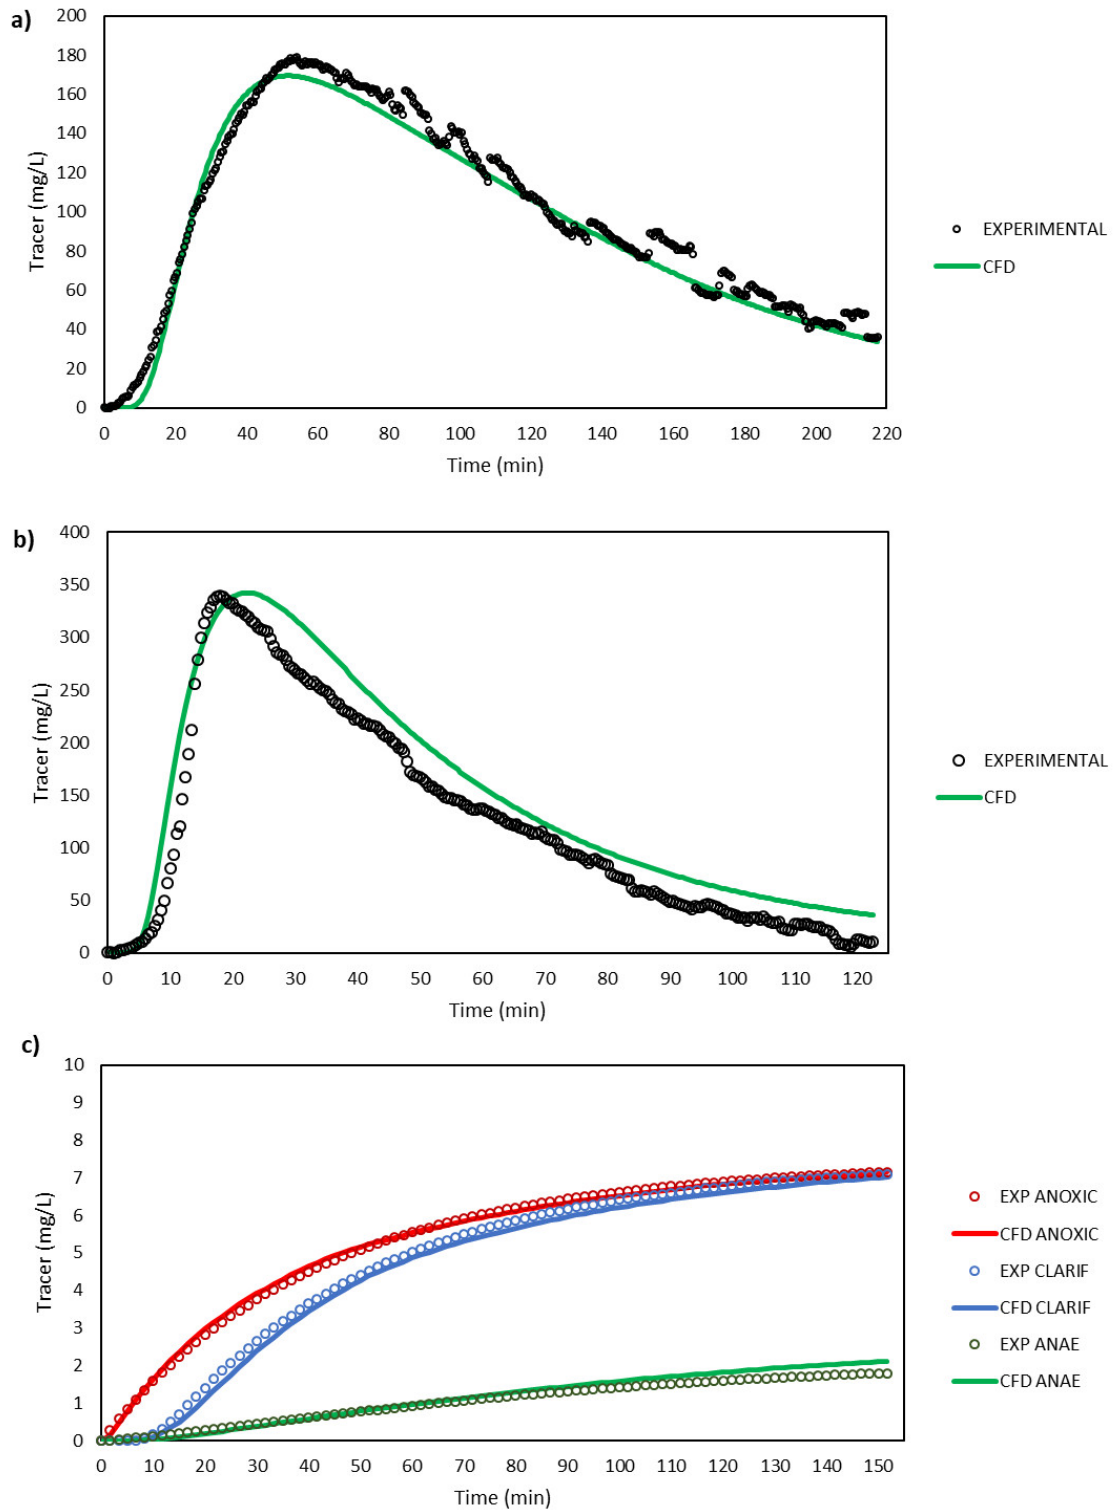 a)
200
180
160
140
120
100
80
60
40
20
0
Tracer (mg/L)
0 20 40 60 80 100 120 140 160 180 200 220
Time (min)
EXPERIMENTAL
CFD
b)
400
350
300
250
200
150
100
50
0
Tracer (mg/L)
0 10 20 30 40 50 60 70 80 90 100 110 120
Time (min)
EXPERIMENTAL
CFD
c)
10
9
8
7
6
5
4
3
2
1
0
Tracer (mg/L)
0 10 20 30 40 50 60 70 80 90 100 110 120 130 140 150
Time (min)
EXP ANOXIC
CFD ANOXIC
EXP CLARIF
CFD CLARIF
EXP ANAE
CFD ANAE